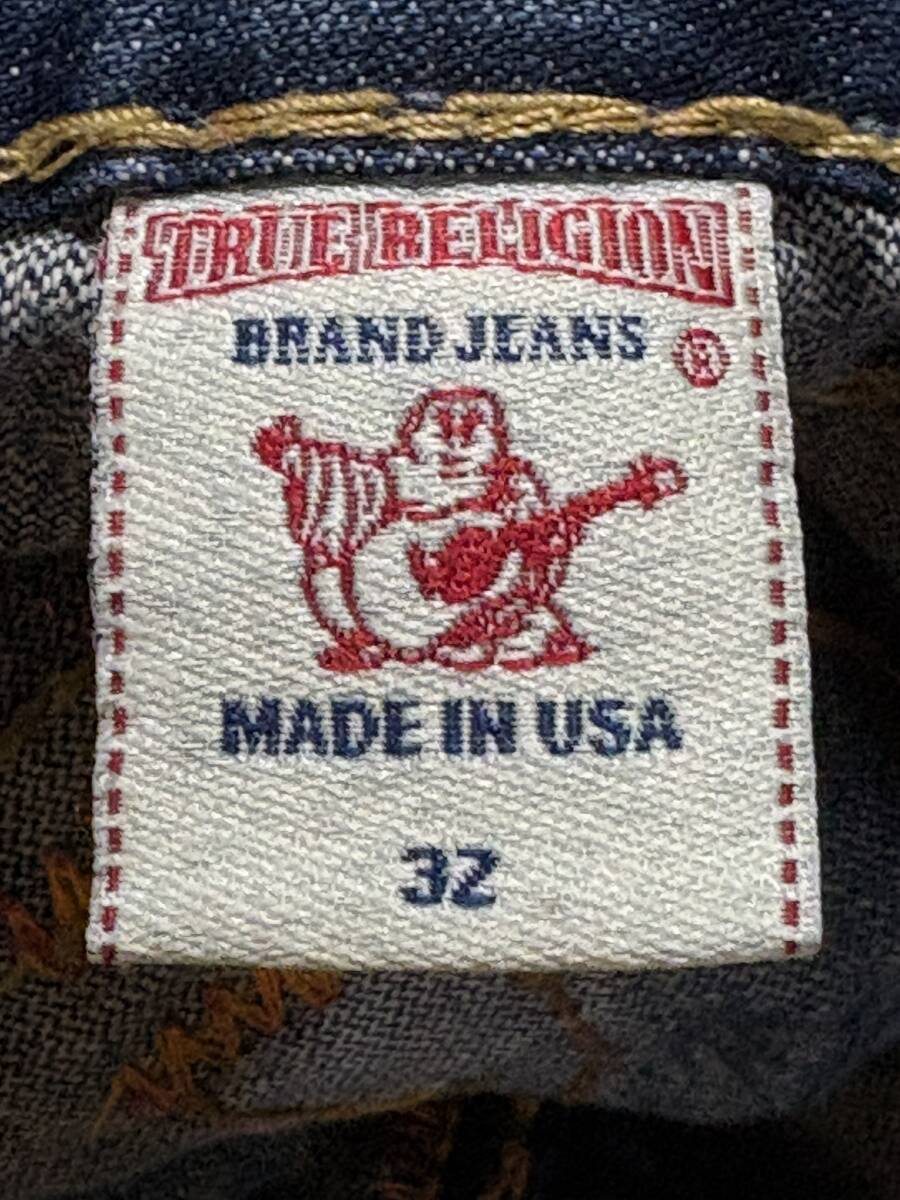 TRUE RELIGION
BRAND JEANS
®
MADE IN USA
32